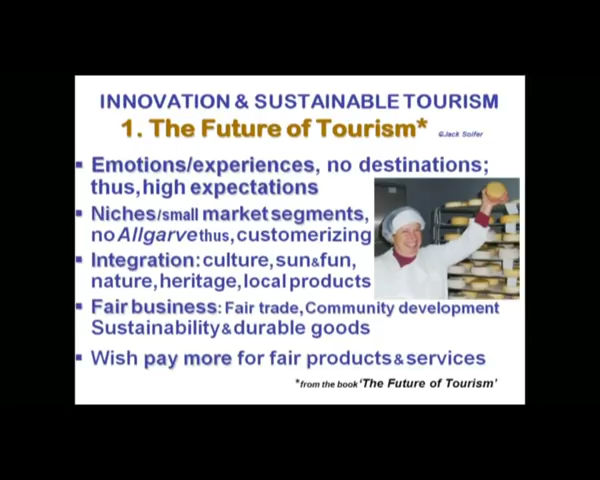 INNOVATION & SUSTAINABLE TOURISM
1. The Future of Tourism*
©Jack Soifer
▪ Emotions/experiences, no destinations;
thus, high expectations
▪ Niches/small market segments,
no Allgarve thus, customerizing
▪ Integration: culture, sun&fun,
nature, heritage, local products
▪ Fair business: Fair trade, Community development
Sustainability & durable goods
▪ Wish pay more for fair products & services
*from the book 'The Future of Tourism'